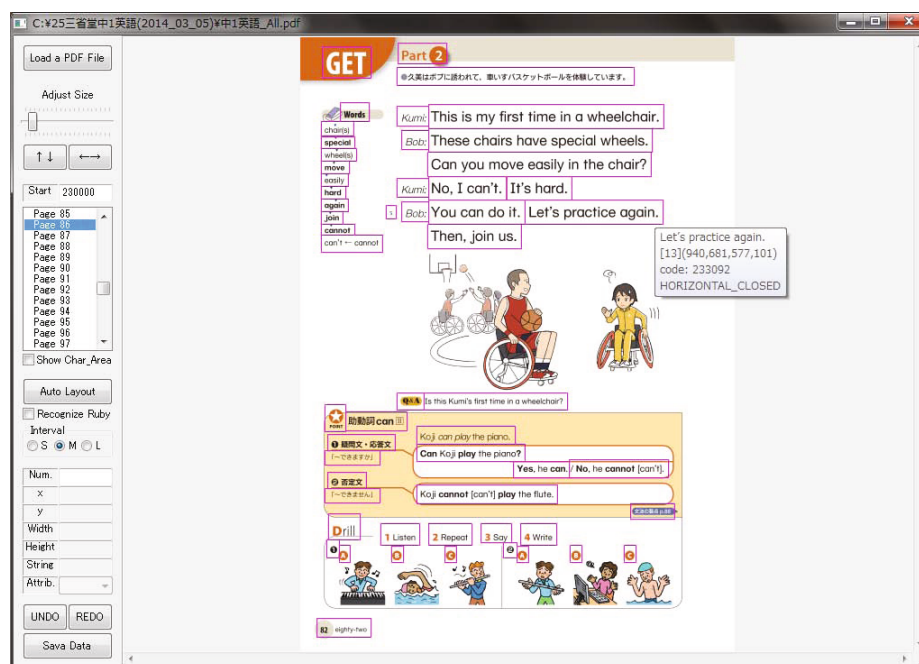 C:¥25三省堂中1英語(2014_03_05)¥中1英語_All.pdf
Load a PDF File
Adjust Size
↑↓ ←→
Start 230000
Page 85
Page 86
Page 87
Page 88
Page 89
Page 90
Page 91
Page 92
Page 93
Page 94
Page 95
Page 96
Page 97
Show Char_Area
Auto Layout
Recognize Ruby
Interval
S M L
Num.
x
y
Width
Height
String
Attrib.
UNDO REDO
Sava Data
GET Part 2
●久美はボブに誘われて、車いすバスケットボールを体験しています。
Words
chair(s)
special
wheel(s)
move
easily
hard
again
join
cannot
can't ← cannot
Kumi: This is my first time in a wheelchair.
Bob: These chairs have special wheels.
Can you move easily in the chair?
Kumi: No, I can't. It's hard.
5 Bob: You can do it. Let's practice again.
Then, join us.
Let's practice again.
[13](940,681,577,101)
code: 233092
HORIZONTAL_CLOSED
Q&A Is this Kumi's first time in a wheelchair?
POINT 助動詞 can
Koji can play the piano.
❶ 疑問文・応答文
「〜できますか」
Can Koji play the piano?
Yes, he can. / No, he cannot [can't].
❷ 否定文
「〜できません」
Koji cannot [can't] play the flute.
Drill 1 Listen 2 Repeat 3 Say 4 Write
❶ A B C ❷ A B C
82 eighty-two